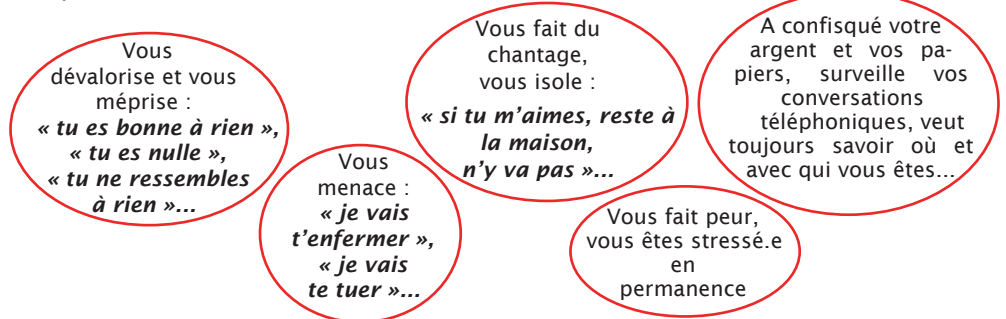 Vous
dévalorise et vous
méprise :
« tu es bonne à rien »,
« tu es nulle »,
« tu ne ressembles
à rien »...
Vous
menace :
« je vais
t'enfermer »,
« je vais
te tuer »...
Vous fait du
chantage,
vous isole :
« si tu m'aimes, reste à
la maison,
n'y va pas »...
Vous fait peur,
vous êtes stressé.e
en
permanence
A confisqué votre
argent et vos pa-
piers, surveille vos
conversations
téléphoniques, veut
toujours savoir où et
avec qui vous êtes...